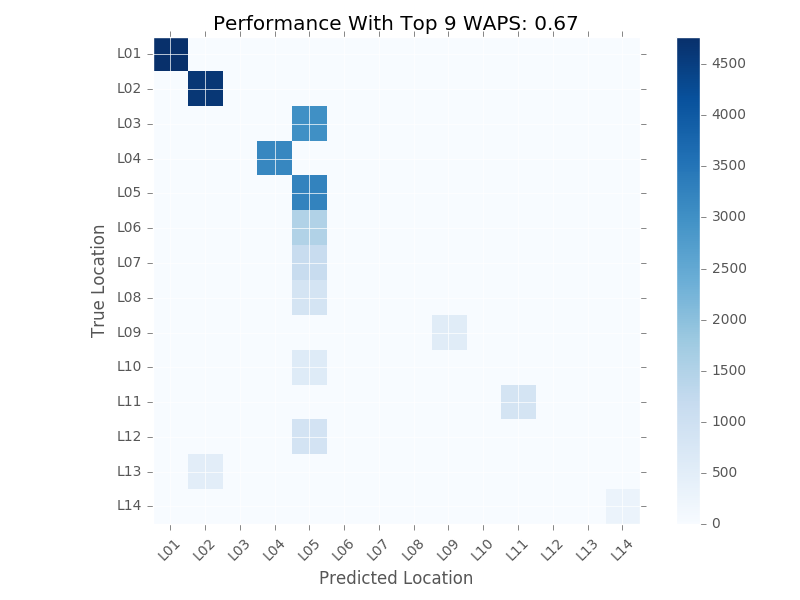 Performance With Top 9 WAPS: 0.67
True Location
L01
L02
L03
L04
L05
L06
L07
L08
L09
L10
L11
L12
L13
L14
L01 L02 L03 L04 L05 L06 L07 L08 L09 L10 L11 L12 L13 L14
Predicted Location
4500
4000
3500
3000
2500
2000
1500
1000
500
0